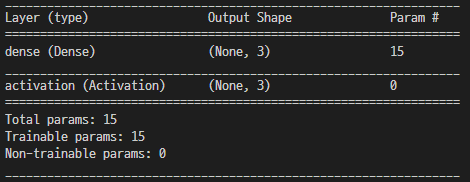 _________________________________________________________________
Layer (type)                 Output Shape              Param #
=================================================================
dense (Dense)                (None, 3)                 15
_________________________________________________________________
activation (Activation)      (None, 3)                 0
=================================================================
Total params: 15
Trainable params: 15
Non-trainable params: 0
_________________________________________________________________